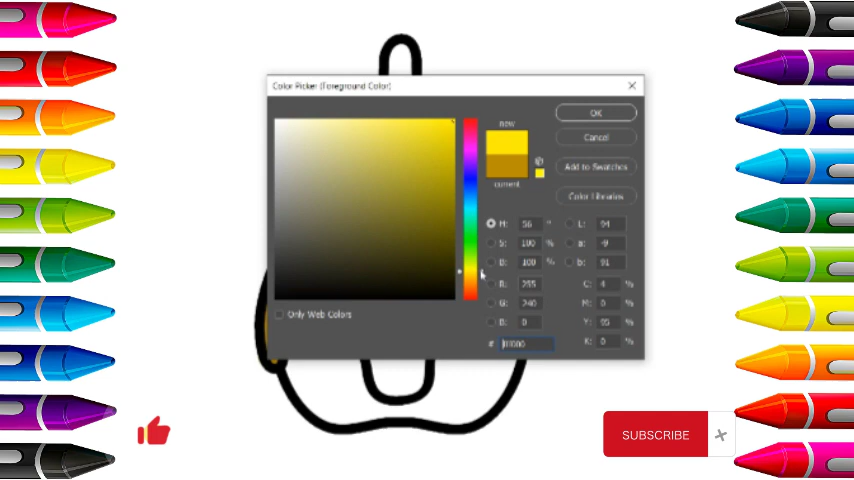 Color Picker (Foreground Color)
new
current
OK
Cancel
Add to Swatches
Color Libraries
H: 56 °
S: 100 %
B: 100 %
R: 255
G: 240
B: 0
#
L: 94
a: -9
b: 91
C: 4 %
M: 0 %
Y: 95 %
K: 0 %
Only Web Colors
SUBSCRIBE